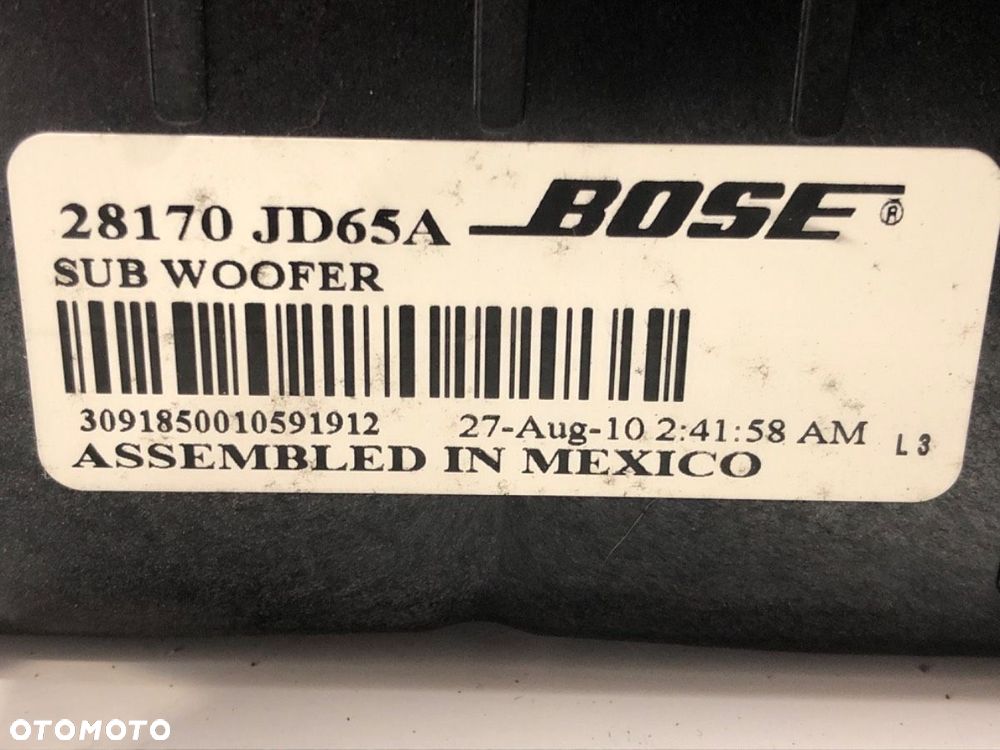 28170 JD65A BOSE®
SUB WOOFER
3091850010591912 27-Aug-10 2:41:58 AM L3
ASSEMBLED IN MEXICO
OTOMOTO